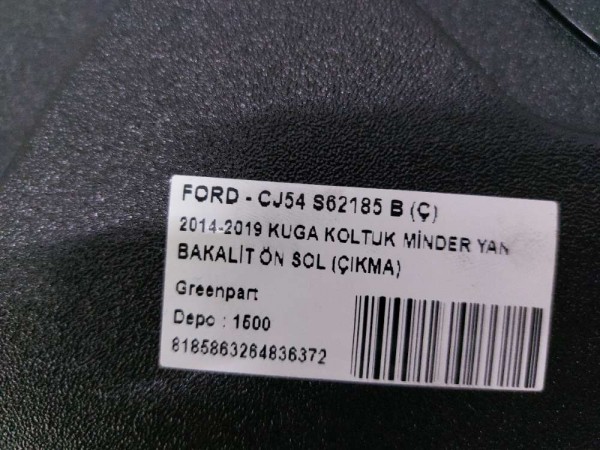 FORD - CJ54 S62185 B (Ç)
2014-2019 KUGA KOLTUK MİNDER YAN
BAKALİT ÖN SOL (ÇIKMA)
Greenpart
Depo : 1500
8185863264836372